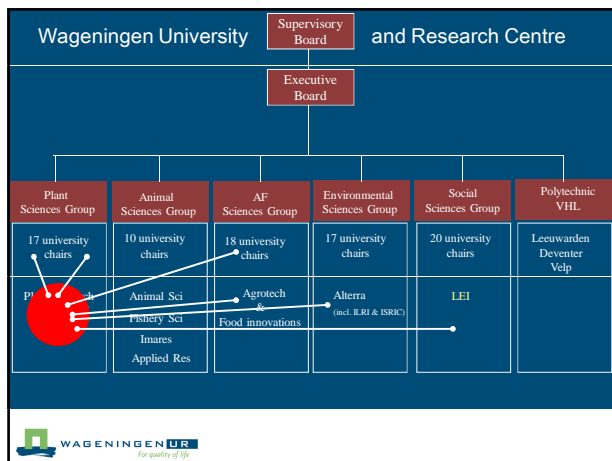 Wageningen University
Supervisory
Board
and Research Centre
Executive
Board
Plant
Sciences Group
Animal
Sciences Group
AF
Sciences Group
Environmental
Sciences Group
Social
Sciences Group
Polytechnic
VHL
17 university
chairs
10 university
chairs
18 university
chairs
17 university
chairs
20 university
chairs
Leeuwarden
Deventer
Velp
Animal Sci
Fishery Sci
Imares
Applied Res
Agrotech
&
Food innovations
Alterra
(incl. ILRI & ISRIC)
LEI
WAGENINGEN UR
For quality of life